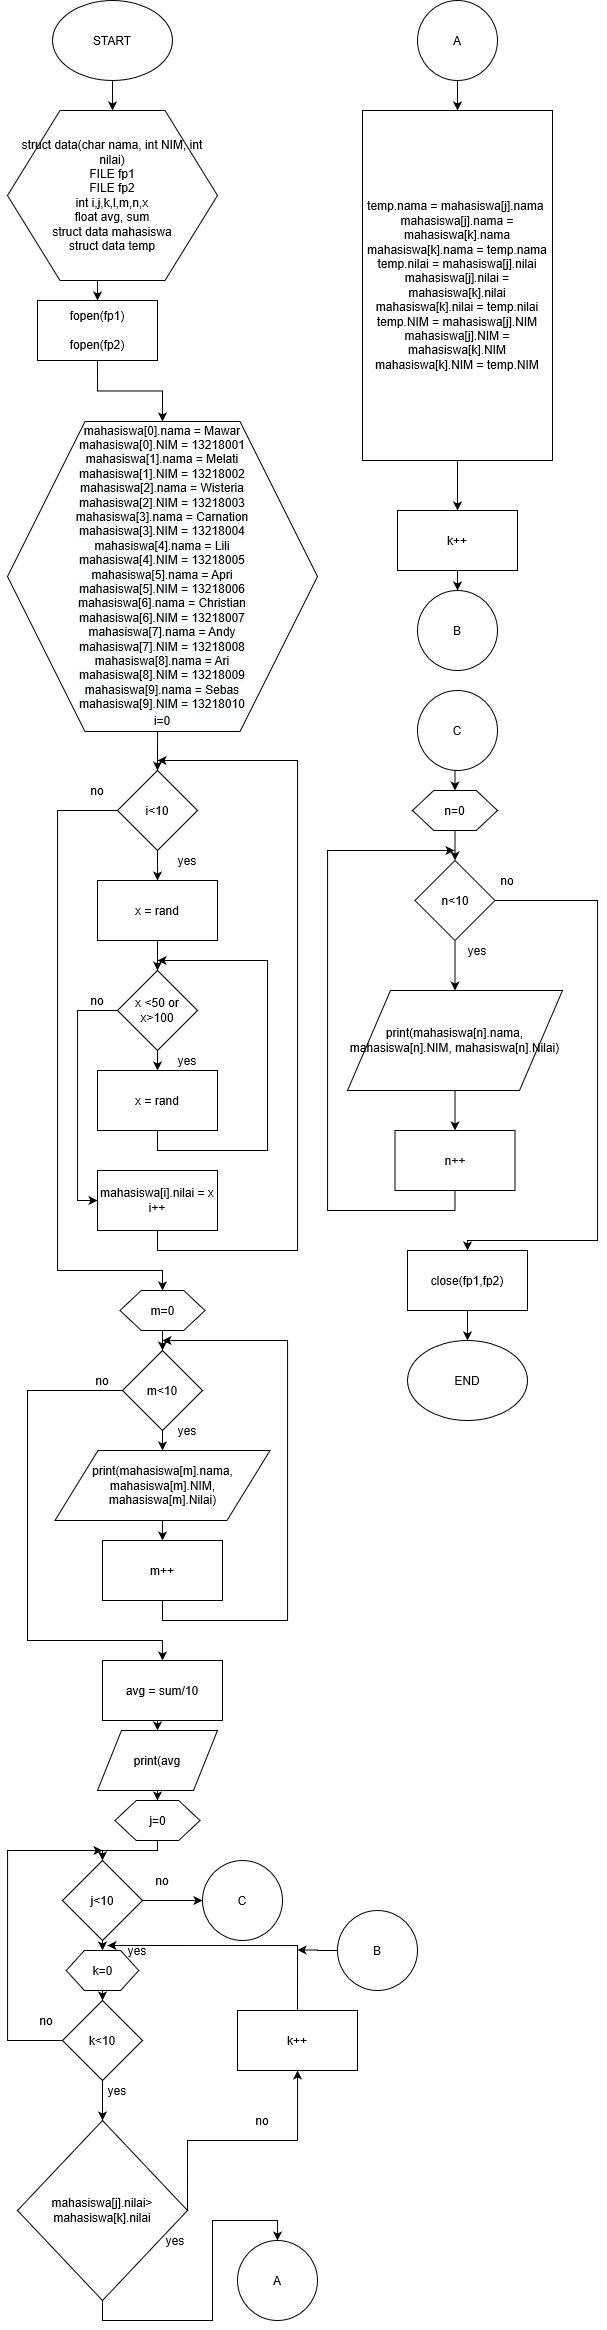 START
struct data(char nama, int NIM, int
nilai)
FILE fp1
FILE fp2
int i,j,k,l,m,n,x
float avg, sum
struct data mahasiswa
struct data temp
fopen(fp1)
fopen(fp2)
mahasiswa[0].nama = Mawar
mahasiswa[0].NIM = 13218001
mahasiswa[1].nama = Melati
mahasiswa[1].NIM = 13218002
mahasiswa[2].nama = Wisteria
mahasiswa[2].NIM = 13218003
mahasiswa[3].nama = Carnation
mahasiswa[3].NIM = 13218004
mahasiswa[4].nama = Lili
mahasiswa[4].NIM = 13218005
mahasiswa[5].nama = Apri
mahasiswa[5].NIM = 13218006
mahasiswa[6].nama = Christian
mahasiswa[6].NIM = 13218007
mahasiswa[7].nama = Andy
mahasiswa[7].NIM = 13218008
mahasiswa[8].nama = Ari
mahasiswa[8].NIM = 13218009
mahasiswa[9].nama = Sebas
mahasiswa[9].NIM = 13218010
i=0
no
i<10
yes
x = rand
no
x <50 or
x>100
yes
x = rand
mahasiswa[i].nilai = x
i++
m=0
no
m<10
yes
print(mahasiswa[m].nama,
mahasiswa[m].NIM,
mahasiswa[m].Nilai)
m++
avg = sum/10
print(avg
j=0
j<10
no
C
yes
B
k=0
no
k<10
k++
yes
no
mahasiswa[j].nilai>
mahasiswa[k].nilai
yes
A
A
temp.nama = mahasiswa[j].nama
mahasiswa[j].nama =
mahasiswa[k].nama
mahasiswa[k].nama = temp.nama
temp.nilai = mahasiswa[j].nilai
mahasiswa[j].nilai =
mahasiswa[k].nilai
mahasiswa[k].nilai = temp.nilai
temp.NIM = mahasiswa[j].NIM
mahasiswa[j].NIM =
mahasiswa[k].NIM
mahasiswa[k].NIM = temp.NIM
k++
B
C
n=0
n<10
no
yes
print(mahasiswa[n].nama,
mahasiswa[n].NIM, mahasiswa[n].Nilai)
n++
close(fp1,fp2)
END